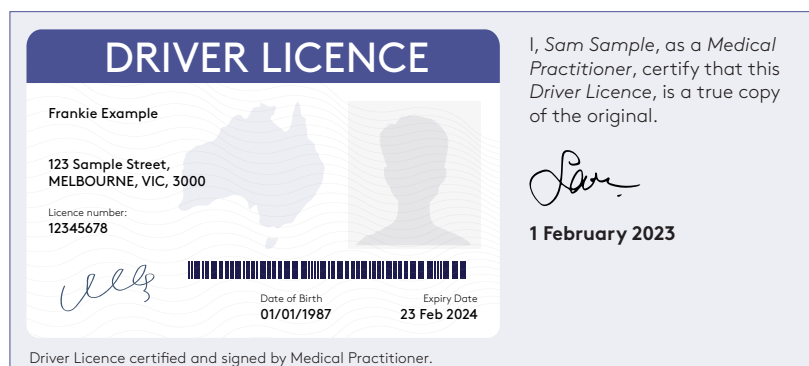 DRIVER LICENCE
Frankie Example
123 Sample Street,
MELBOURNE, VIC, 3000
Licence number:
12345678
Date of Birth
01/01/1987
Expiry Date
23 Feb 2024
I, Sam Sample, as a Medical
Practitioner, certify that this
Driver Licence, is a true copy
of the original.
Sam
1 February 2023
Driver Licence certified and signed by Medical Practitioner.